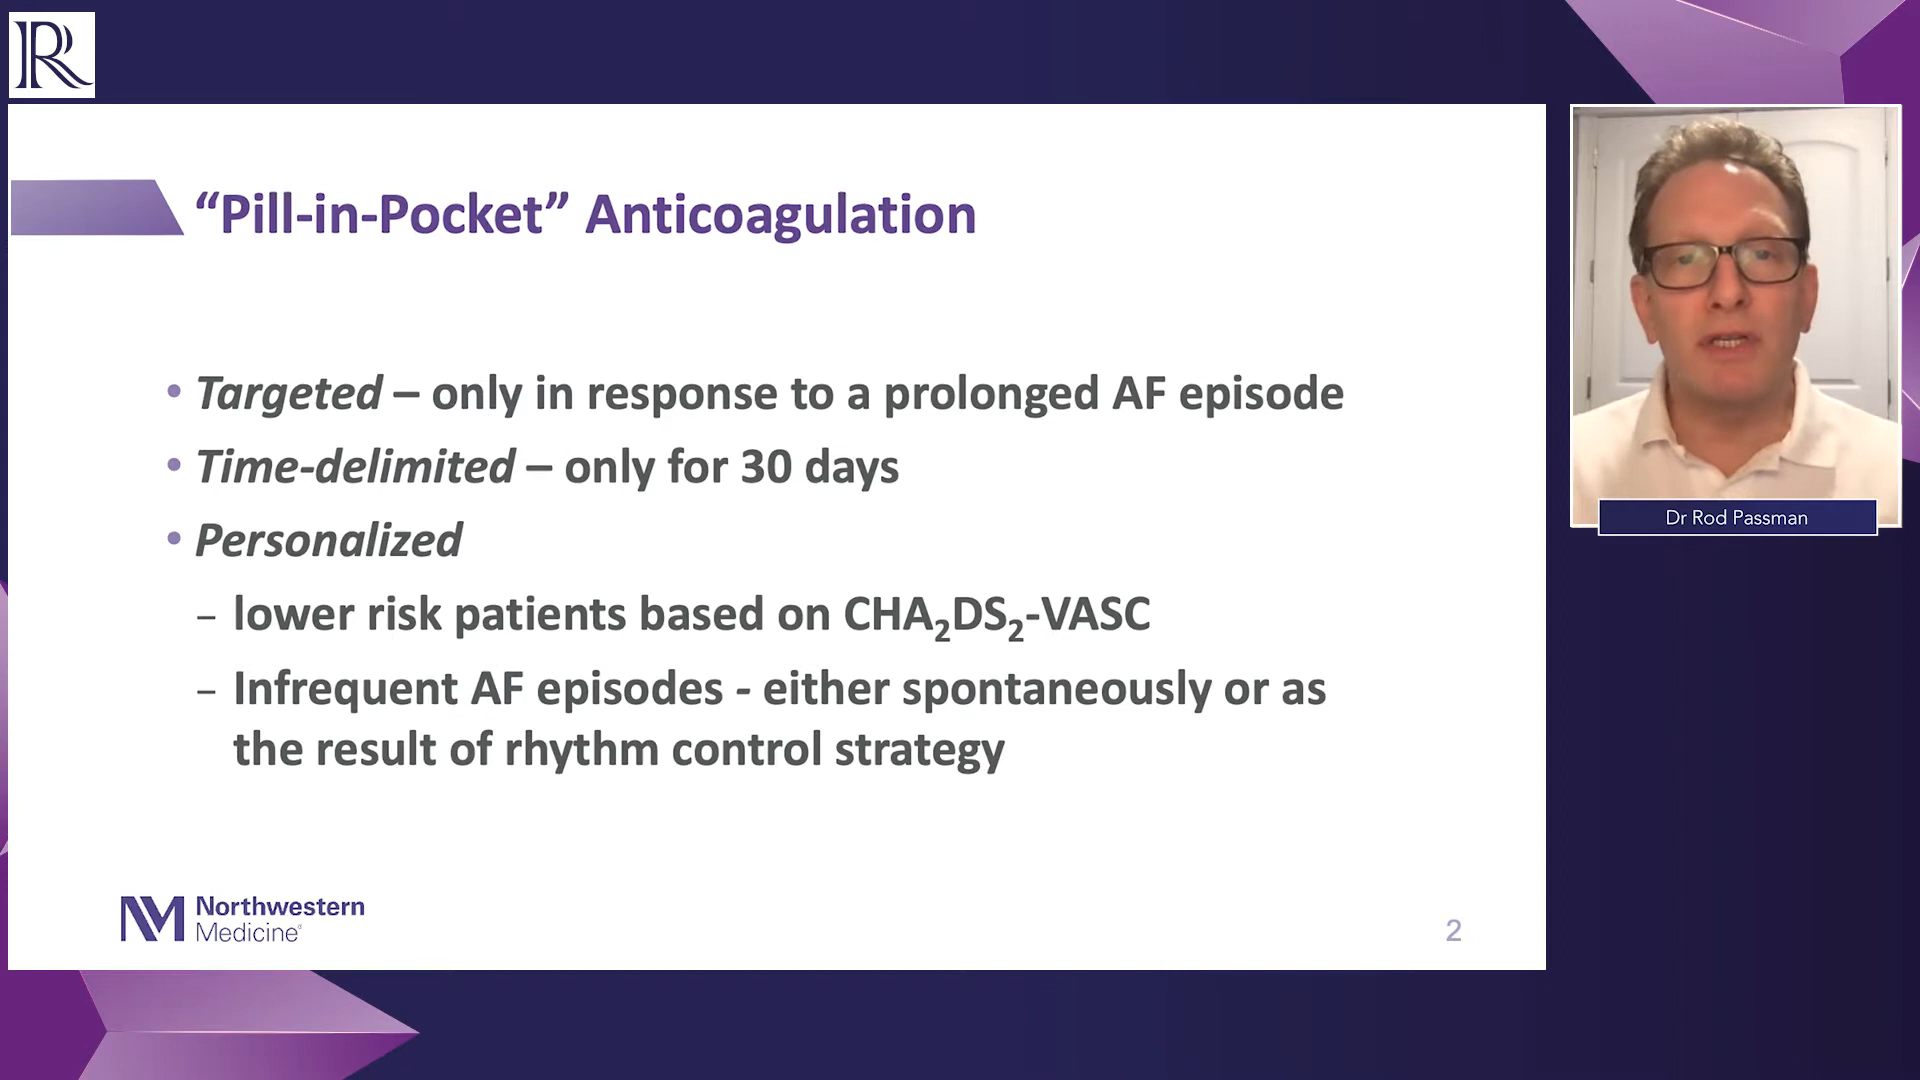 R
“Pill-in-Pocket” Anticoagulation
• Targeted – only in response to a prolonged AF episode
• Time-delimited – only for 30 days
• Personalized
– lower risk patients based on CHA₂DS₂-VASC
– Infrequent AF episodes - either spontaneously or as
the result of rhythm control strategy
NM Northwestern
Medicine®
2
Dr Rod Passman